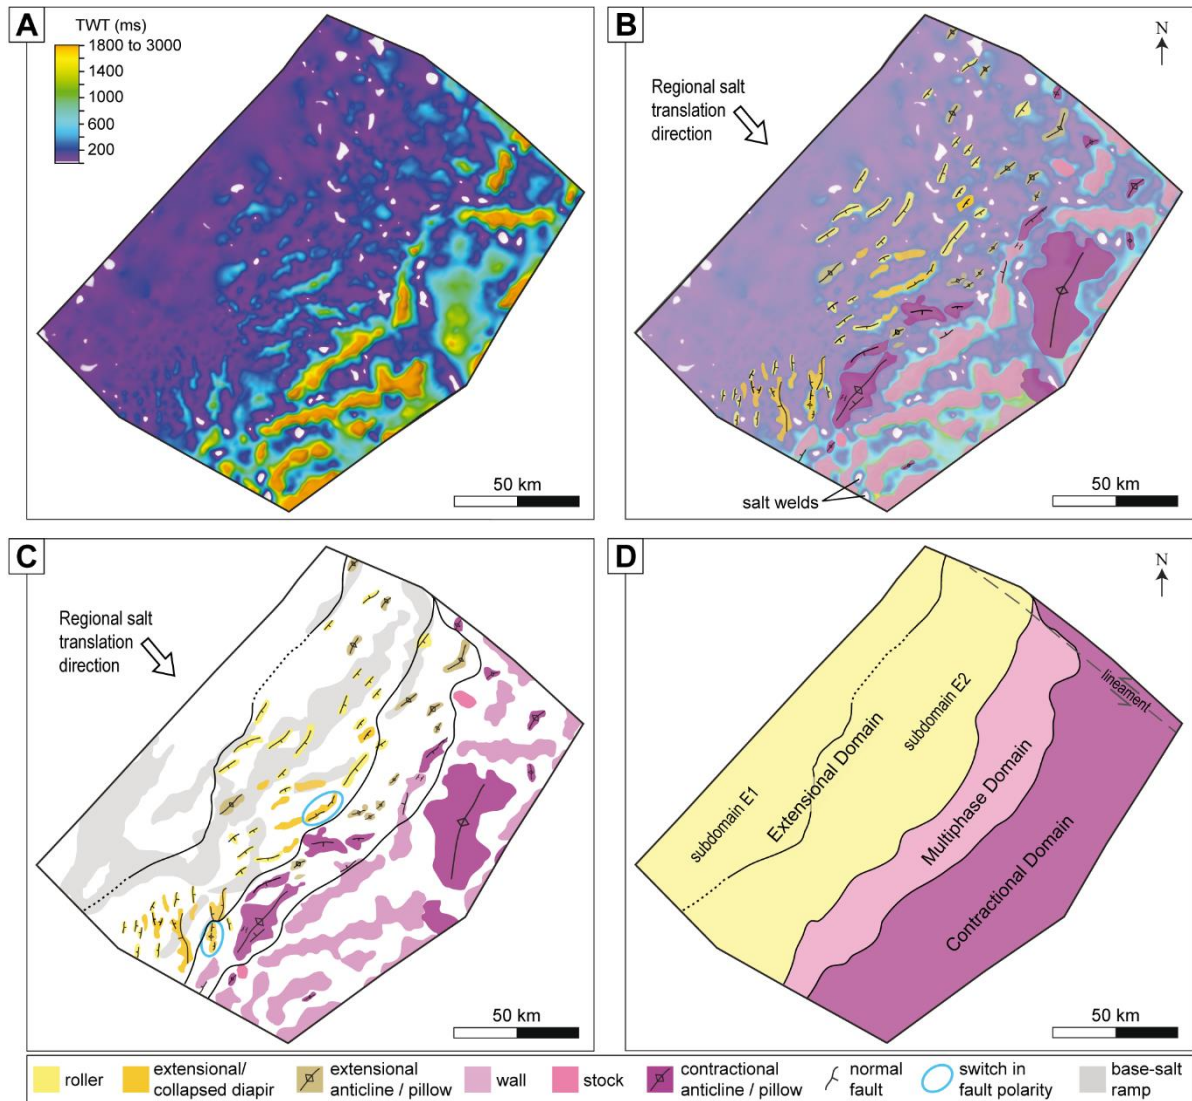 A
TWT (ms)
1800 to 3000
1400
1000
600
200
50 km
B
Regional salt
translation
direction
N
50 km
salt welds
C
Regional salt
translation
direction
50 km
D
N
lineament
subdomain E2
Extensional Domain
subdomain E1
Multiphase Domain
Contractional Domain
50 km
roller
extensional/
collapsed diapir
extensional
anticline / pillow
wall
stock
contractional
anticline / pillow
normal
fault
switch in
fault polarity
base-salt
ramp